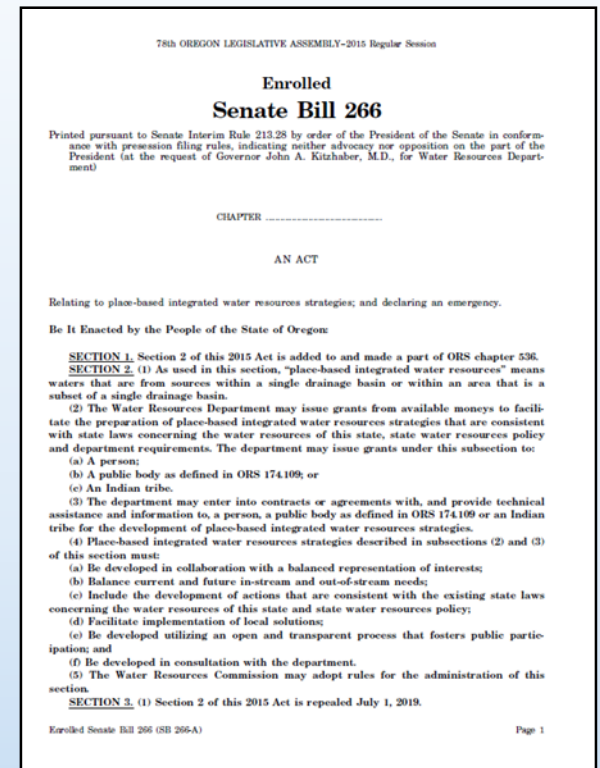 78th OREGON LEGISLATIVE ASSEMBLY--2015 Regular Session
Enrolled
Senate Bill 266
Printed pursuant to Senate Interim Rule 213.28 by order of the President of the Senate in conform-
ance with presession filing rules, indicating neither advocacy nor opposition on the part of the
President (at the request of Governor John A. Kitzhaber, M.D., for Water Resources Depart-
ment)
CHAPTER .................................................
AN ACT
Relating to place-based integrated water resources strategies; and declaring an emergency.
Be It Enacted by the People of the State of Oregon:
SECTION 1. Section 2 of this 2015 Act is added to and made a part of ORS chapter 536.
SECTION 2. (1) As used in this section, "place-based integrated water resources" means
waters that are from sources within a single drainage basin or within an area that is a
subset of a single drainage basin.
(2) The Water Resources Department may issue grants from available moneys to facili-
tate the preparation of place-based integrated water resources strategies that are consistent
with state laws concerning the water resources of this state, state water resources policy
and department requirements. The department may issue grants under this subsection to:
(a) A person;
(b) A public body as defined in ORS 174.109; or
(c) An Indian tribe.
(3) The department may enter into contracts or agreements with, and provide technical
assistance and information to, a person, a public body as defined in ORS 174.109 or an Indian
tribe for the development of place-based integrated water resources strategies.
(4) Place-based integrated water resources strategies described in subsections (2) and (3)
of this section must:
(a) Be developed in collaboration with a balanced representation of interests;
(b) Balance current and future in-stream and out-of-stream needs;
(c) Include the development of actions that are consistent with the existing state laws
concerning the water resources of this state and state water resources policy;
(d) Facilitate implementation of local solutions;
(e) Be developed utilizing an open and transparent process that fosters public partic-
ipation; and
(f) Be developed in consultation with the department.
(5) The Water Resources Commission may adopt rules for the administration of this
section.
SECTION 3. (1) Section 2 of this 2015 Act is repealed July 1, 2019.
Enrolled Senate Bill 266 (SB 266-A) Page 1